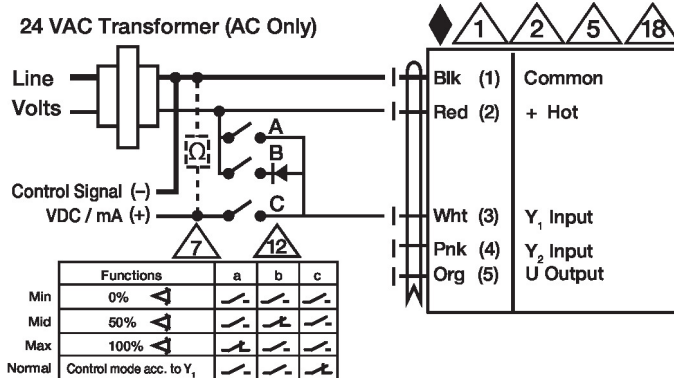 24 VAC Transformer (AC Only)
1 2 5 18
Line
Volts
Blk (1) Common
Red (2) + Hot
A
B
Ω
C
Control Signal (-)
VDC / mA (+)
Wht (3) Y1 Input
Pnk (4) Y2 Input
Org (5) U Output
7 12
Functions a b c
Min 0%
Mid 50%
Max 100%
Normal Control mode acc. to Y1